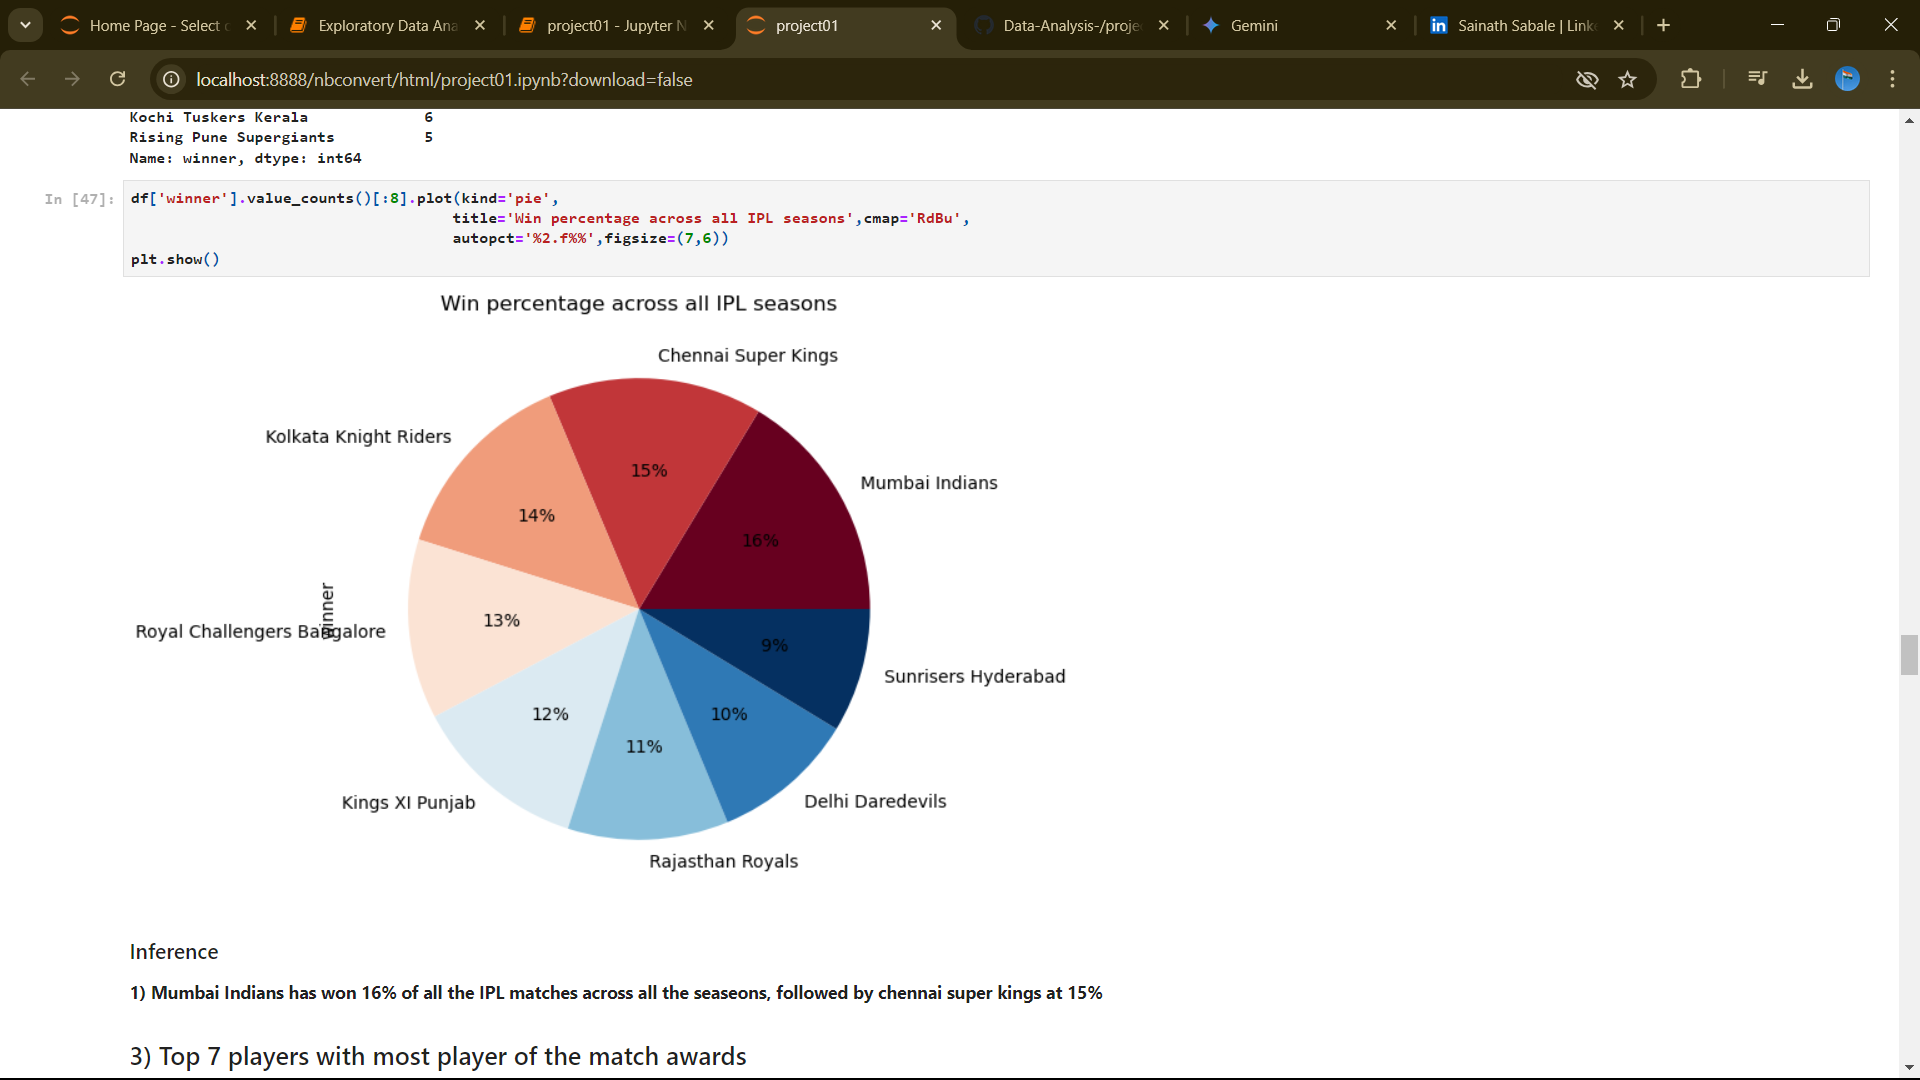 Home Page - Select
Exploratory Data Ana
project01 - Jupyter N
project01
Data-Analysis-/proje
Gemini
Sainath Sabale | Linke
localhost:8888/nbconvert/html/project01.ipynb?download=false
Kochi Tuskers Kerala 6
Rising Pune Supergiants 5
Name: winner, dtype: int64
In [47]:
df['winner'].value_counts()[:8].plot(kind='pie',
title='Win percentage across all IPL seasons',cmap='RdBu',
autopct='%2.f%%',figsize=(7,6))
plt.show()
Win percentage across all IPL seasons
Chennai Super Kings
Kolkata Knight Riders
15%
Mumbai Indians
14%
16%
winner
13%
Royal Challengers Bangalore
9%
Sunrisers Hyderabad
12%
10%
11%
Kings XI Punjab
Delhi Daredevils
Rajasthan Royals
Inference
1) Mumbai Indians has won 16% of all the IPL matches across all the seaseons, followed by chennai super kings at 15%
3) Top 7 players with most player of the match awards